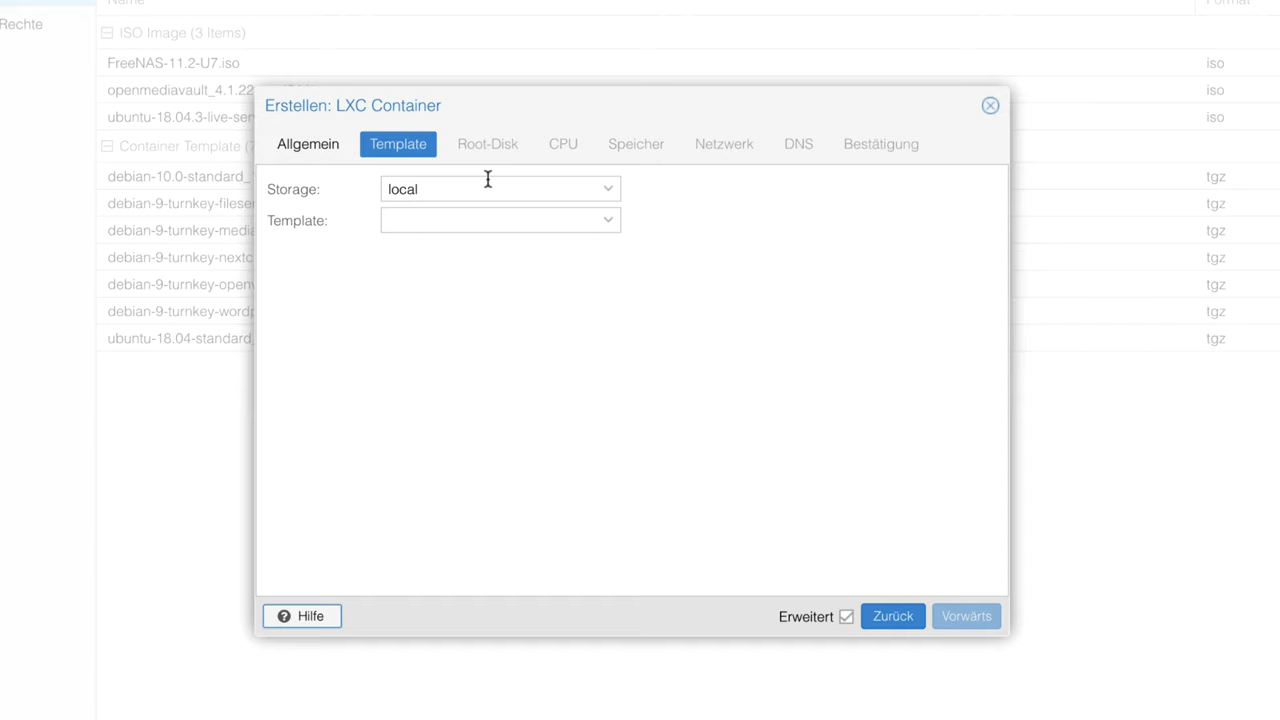 Name
Format
Rechte
ISO Image (3 Items)
FreeNAS-11.2-U7.iso
iso
openmediavault_4.1.22
iso
ubuntu-18.04.3-live-ser
iso
Container Template (
debian-10.0-standard_
tgz
debian-9-turnkey-filese
tgz
debian-9-turnkey-media
tgz
debian-9-turnkey-nextc
tgz
debian-9-turnkey-open
tgz
debian-9-turnkey-word
tgz
ubuntu-18.04-standard_
tgz
Erstellen: LXC Container
Allgemein Template Root-Disk CPU Speicher Netzwerk DNS Bestätigung
Storage: local
Template:
Hilfe
Erweitert Zurück Vorwärts